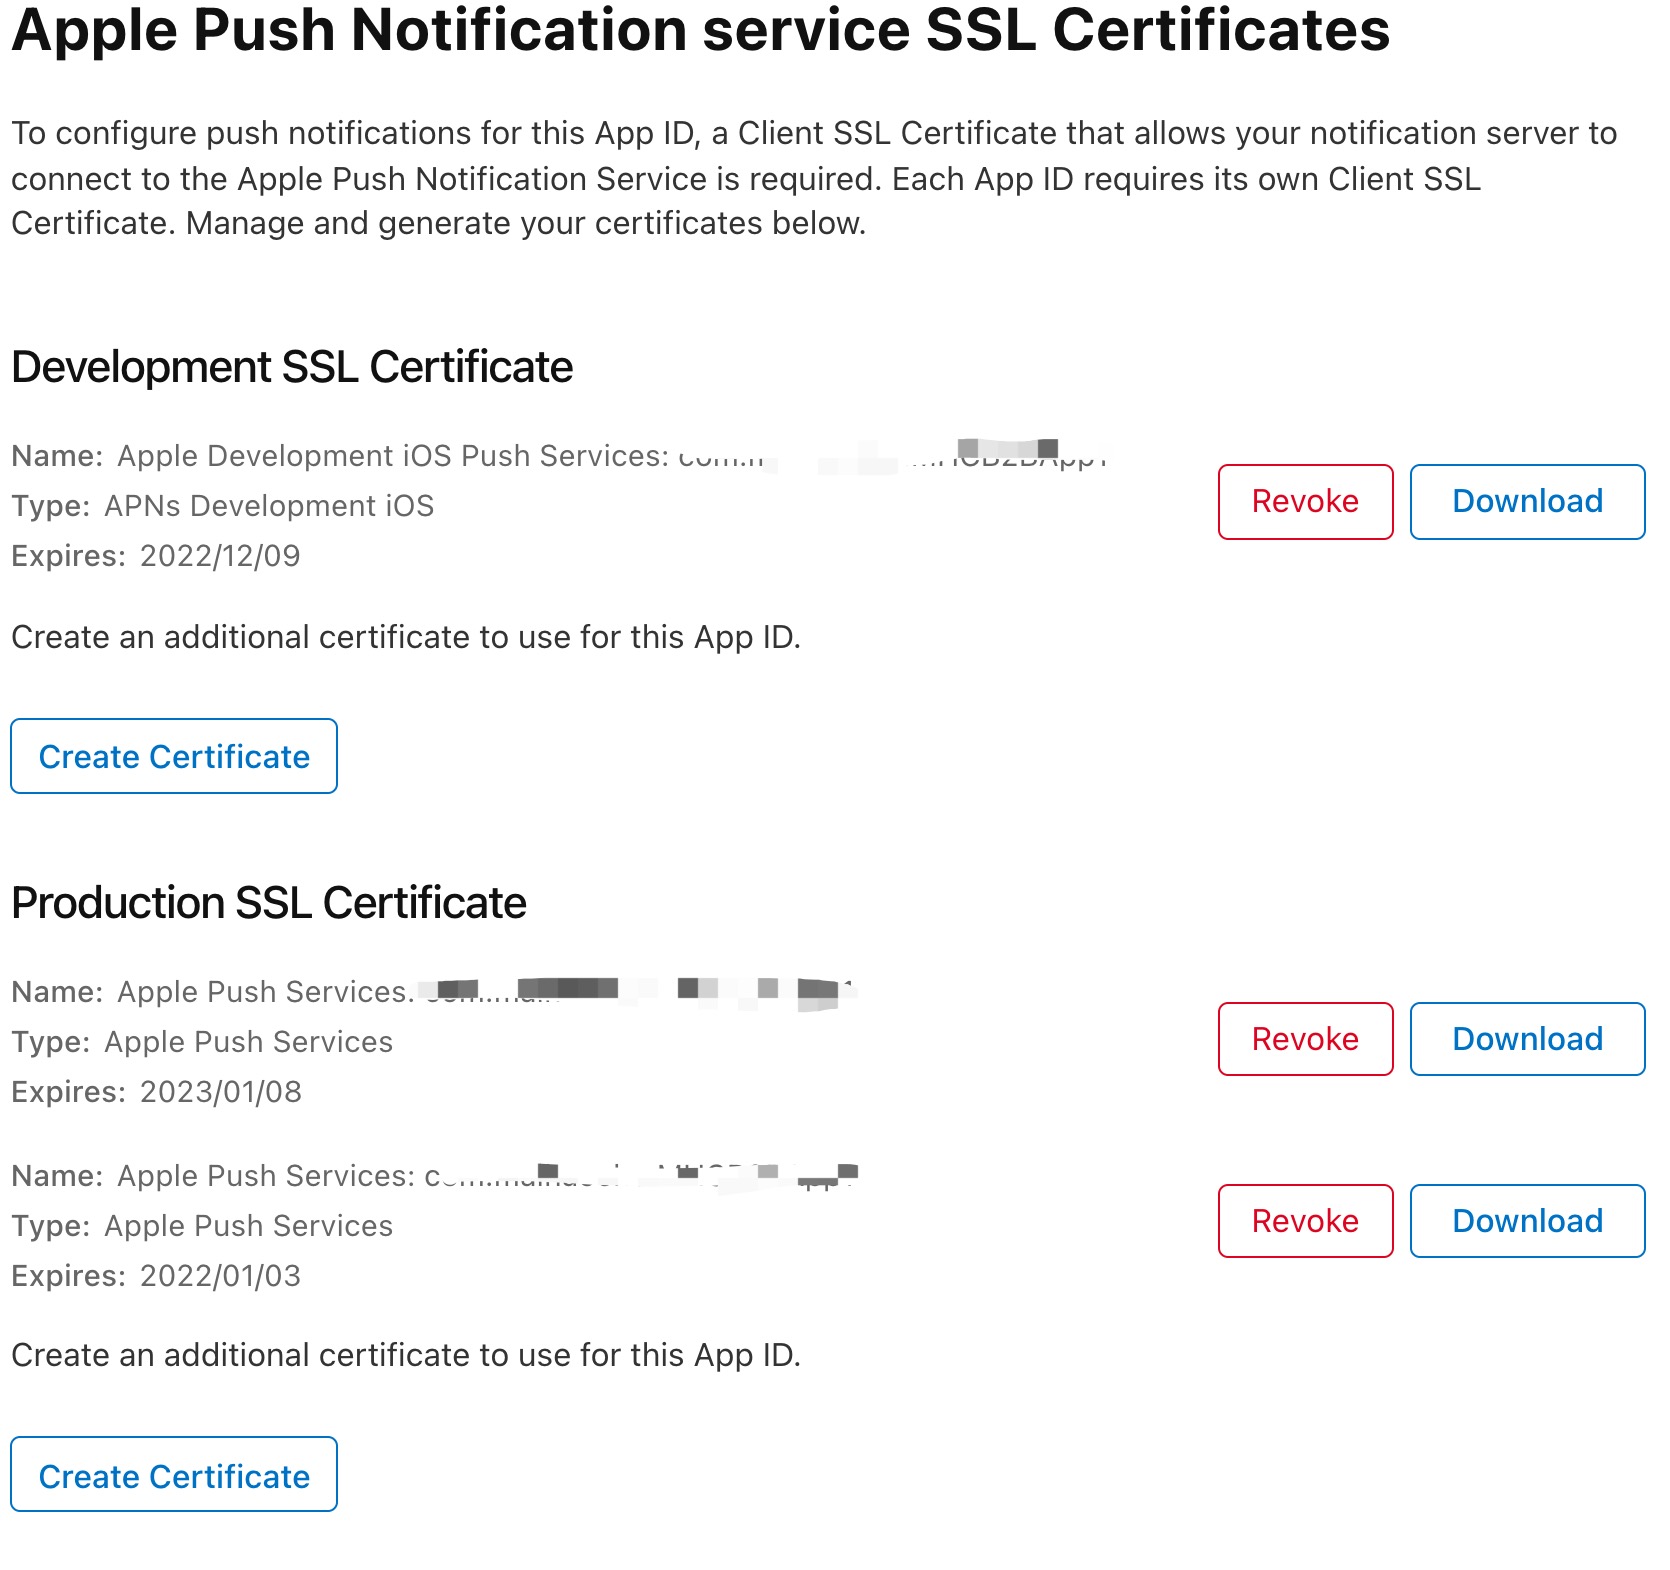 Apple Push Notification service SSL Certificates
To configure push notifications for this App ID, a Client SSL Certificate that allows your notification server to
connect to the Apple Push Notification Service is required. Each App ID requires its own Client SSL
Certificate. Manage and generate your certificates below.
Development SSL Certificate
Name: Apple Development iOS Push Services:
Type: APNs Development iOS
Revoke Download
Expires: 2022/12/09
Create an additional certificate to use for this App ID.
Create Certificate
Production SSL Certificate
Name: Apple Push Services:
Type: Apple Push Services
Revoke Download
Expires: 2023/01/08
Name: Apple Push Services:
Type: Apple Push Services
Revoke Download
Expires: 2022/01/03
Create an additional certificate to use for this App ID.
Create Certificate